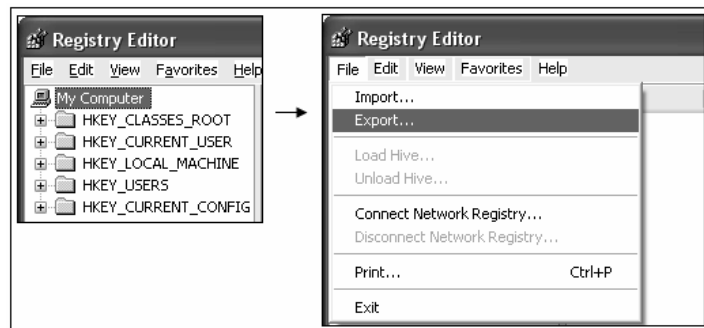 Registry Editor
File Edit View Favorites Help
My Computer
HKEY_CLASSES_ROOT
HKEY_CURRENT_USER
HKEY_LOCAL_MACHINE
HKEY_USERS
HKEY_CURRENT_CONFIG
Registry Editor
File Edit View Favorites Help
Import...
Export...
Load Hive...
Unload Hive...
Connect Network Registry...
Disconnect Network Registry...
Print... Ctrl+P
Exit